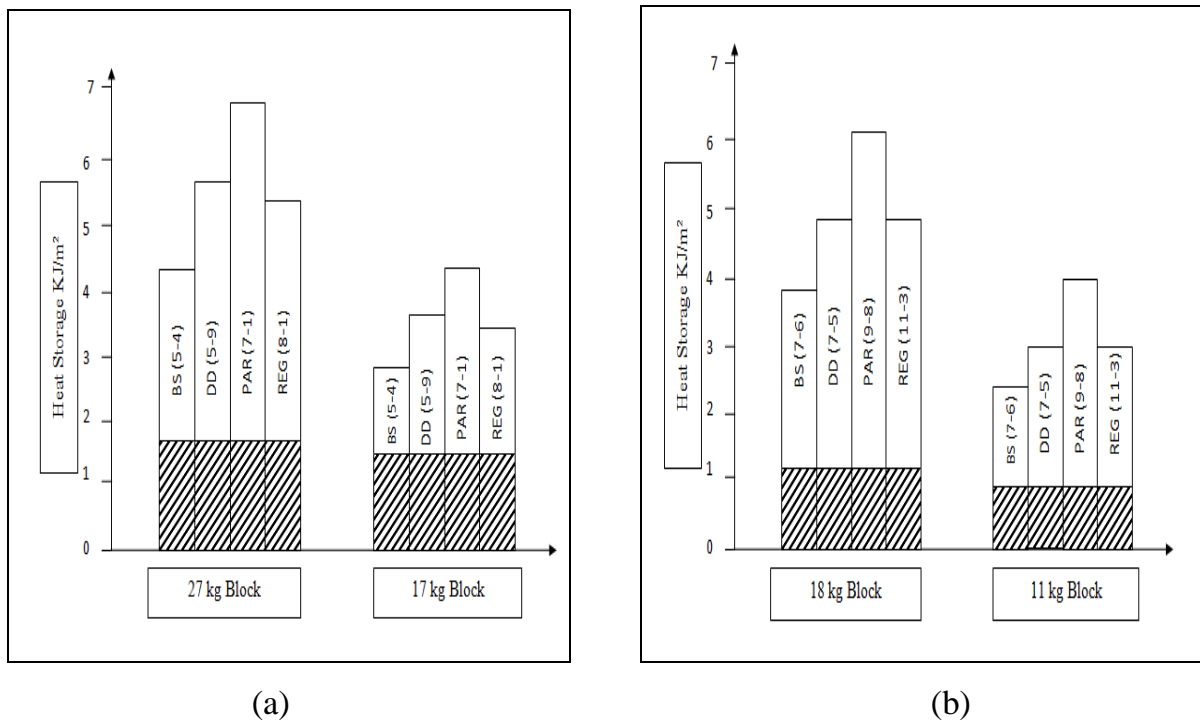 7
6
5
4
3
2
1
0
Heat Storage KJ/m²
BS (5-4)
DD (5-9)
PAR (7-1)
REG (8-1)
BS (5-4)
DD (5-9)
PAR (7-1)
REG (8-1)
27 kg Block
17 kg Block
(a)
7
6
5
4
3
2
1
0
Heat Storage KJ/m²
BS (7-6)
DD (7-5)
PAR (9-8)
REG (11-3)
BS (7-6)
DD (7-5)
PAR (9-8)
REG (11-3)
18 kg Block
11 kg Block
(b)